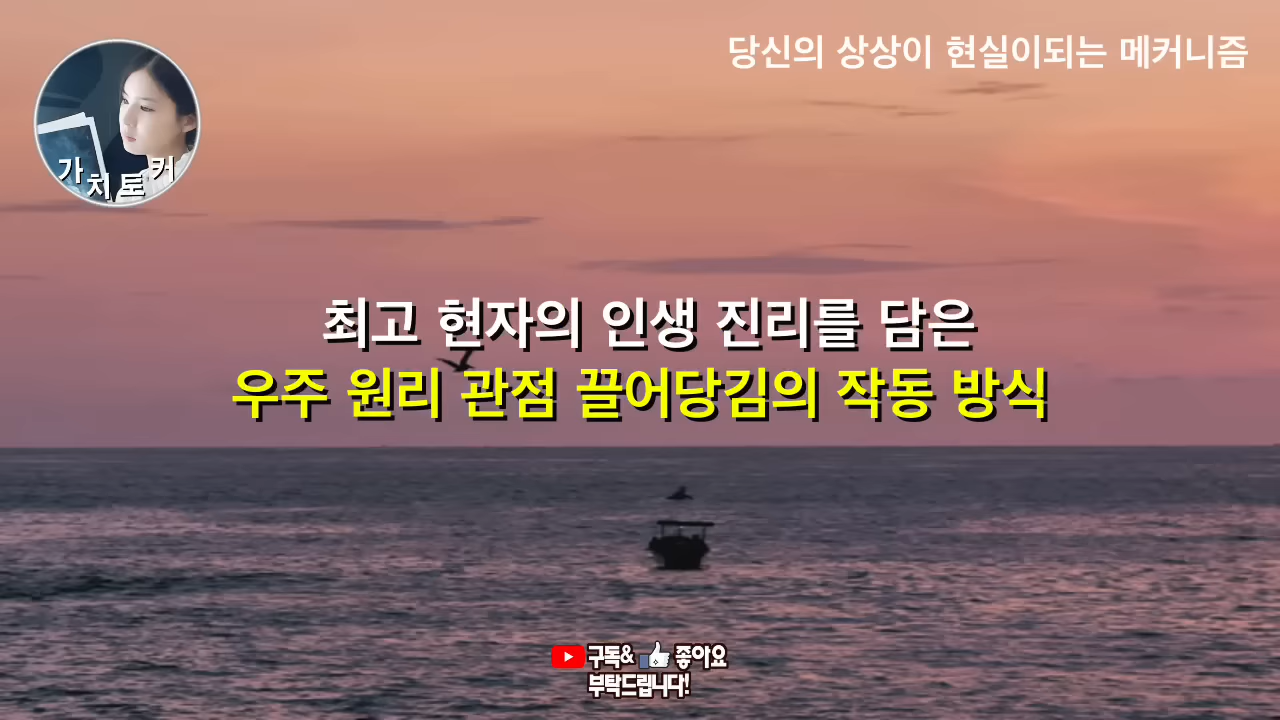 당신의 상상이 현실이되는 메커니즘
가치토커
최고 현자의 인생 진리를 담은
우주 원리 관점 끌어당김의 작동 방식
구독& 좋아요
부탁드립니다!